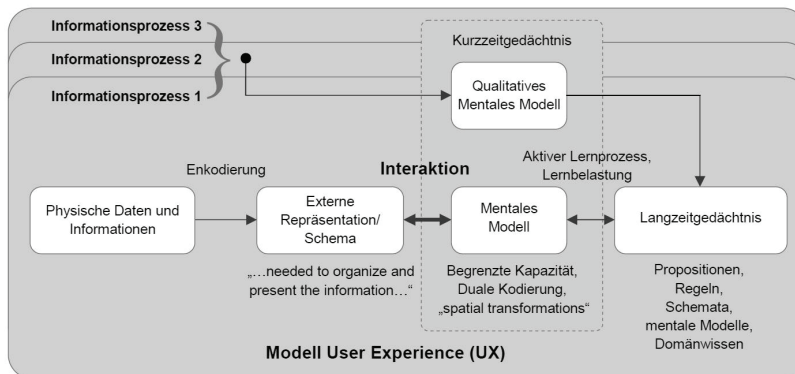 Informationsprozess 3
Informationsprozess 2
Informationsprozess 1
Kurzzeitgedächtnis
Qualitatives
Mentales Modell
Enkodierung
Interaktion
Aktiver Lernprozess,
Lernbelastung
Physische Daten und
Informationen
Externe
Repräsentation/
Schema
Mentales
Modell
Langzeitgedächtnis
„…needed to organize and
present the information…“
Begrenzte Kapazität,
Duale Kodierung,
„spatial transformations“
Propositionen,
Regeln,
Schemata,
mentale Modelle,
Domänwissen
Modell User Experience (UX)